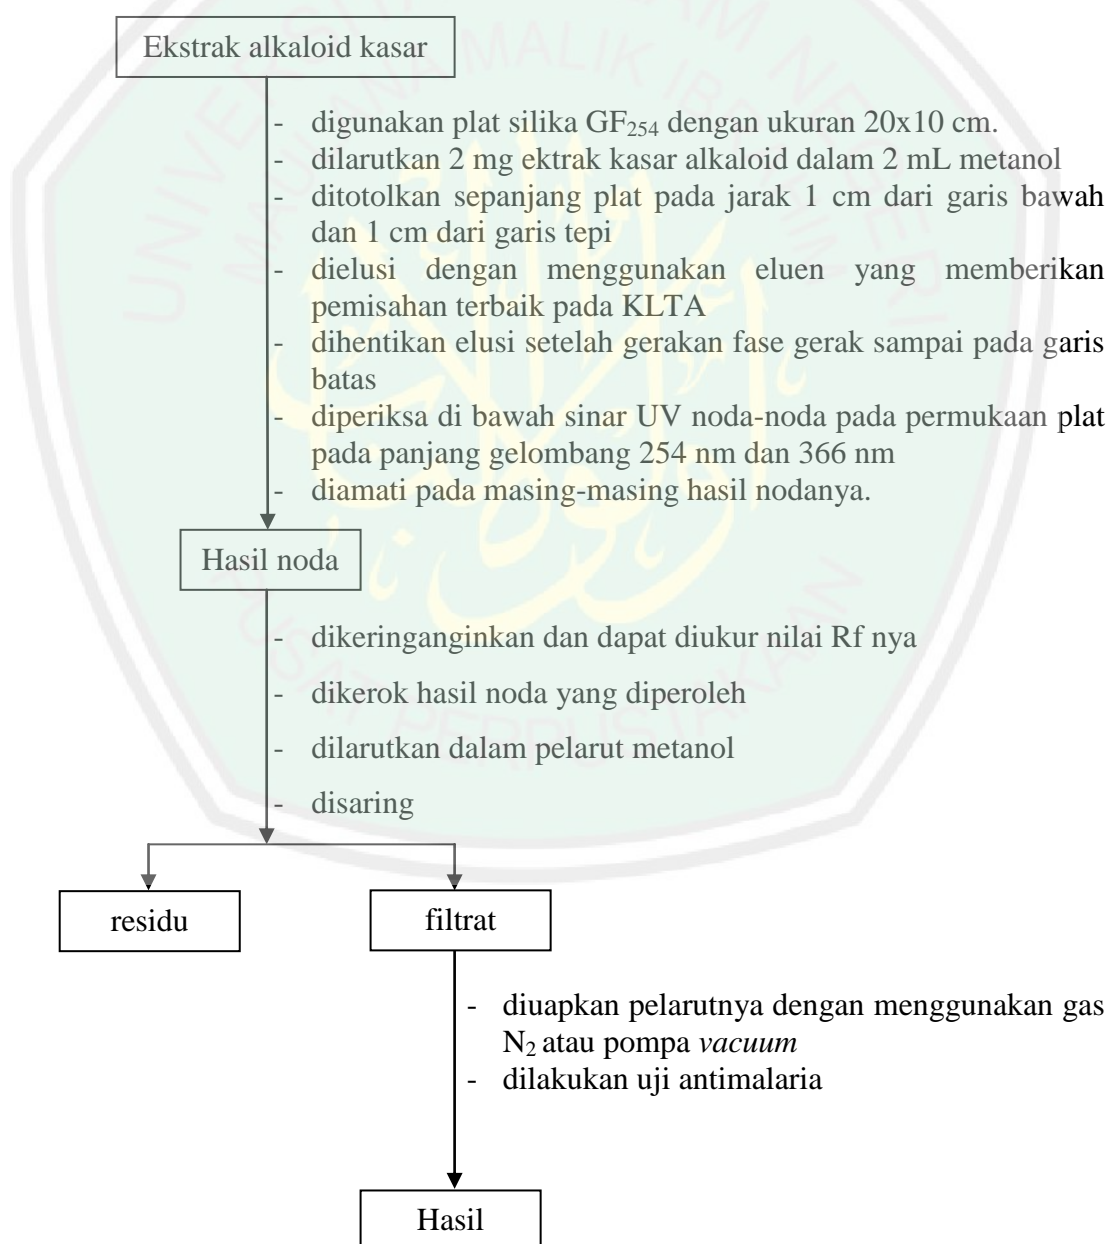 Ekstrak alkaloid kasar
- digunakan plat silika GF254 dengan ukuran 20x10 cm.
- dilarutkan 2 mg ektrak kasar alkaloid dalam 2 mL metanol
- ditotolkan sepanjang plat pada jarak 1 cm dari garis bawah
dan 1 cm dari garis tepi
- dielusi dengan menggunakan eluen yang memberikan
pemisahan terbaik pada KLTA
- dihentikan elusi setelah gerakan fase gerak sampai pada garis
batas
- diperiksa di bawah sinar UV noda-noda pada permukaan plat
pada panjang gelombang 254 nm dan 366 nm
- diamati pada masing-masing hasil nodanya.
Hasil noda
- dikeringanginkan dan dapat diukur nilai Rf nya
- dikerok hasil noda yang diperoleh
- dilarutkan dalam pelarut metanol
- disaring
residu
filtrat
- diuapkan pelarutnya dengan menggunakan gas
N2 atau pompa vacuum
- dilakukan uji antimalaria
Hasil
PUSAT PERPUSTAKAAN